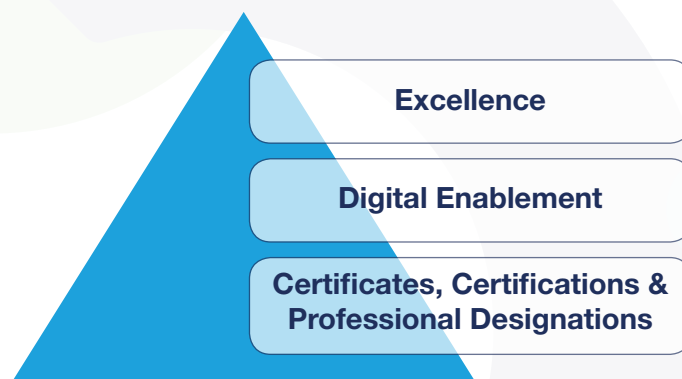 Excellence
Digital Enablement
Certificates, Certifications &
Professional Designations